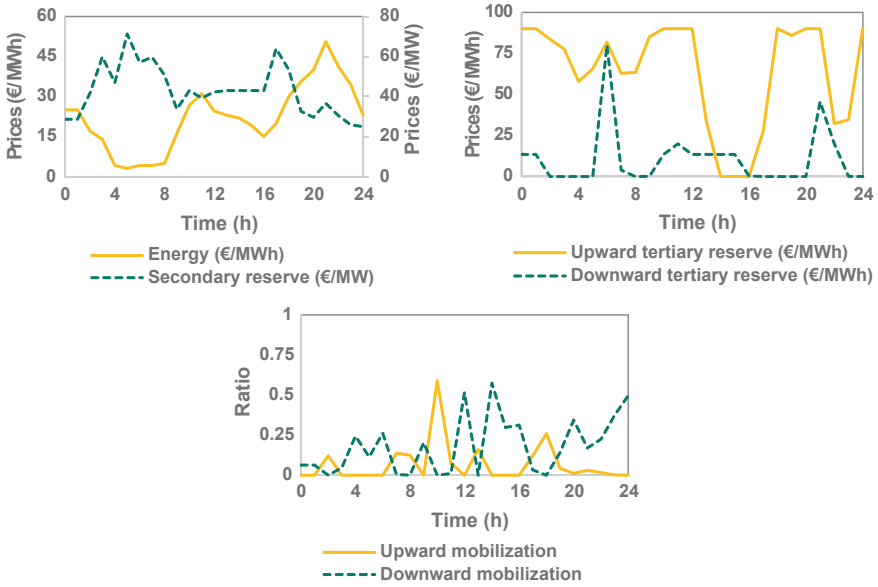 60
45
30
15
0
Prices (€/MWh)
80
60
40
20
0
Prices (€/MW)
0 4 8 12 16 20 24
Time (h)
Energy (€/MWh)
Secondary reserve (€/MW)
100
75
50
25
0
Prices (€/MWh)
0 4 8 12 16 20 24
Time (h)
Upward tertiary reserve (€/MWh)
Downward tertiary reserve (€/MWh)
1
0.75
0.5
0.25
0
Ratio
0 4 8 12 16 20 24
Time (h)
Upward mobilization
Downward mobilization